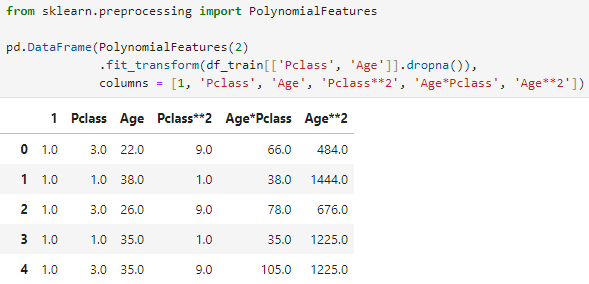 from sklearn.preprocessing import PolynomialFeatures
pd.DataFrame(PolynomialFeatures(2)
.fit_transform(df_train[['Pclass', 'Age']].dropna()),
columns = [1, 'Pclass', 'Age', 'Pclass**2', 'Age*Pclass', 'Age**2'])
1 Pclass Age Pclass**2 Age*Pclass Age**2
0 1.0 3.0 22.0 9.0 66.0 484.0
1 1.0 1.0 38.0 1.0 38.0 1444.0
2 1.0 3.0 26.0 9.0 78.0 676.0
3 1.0 1.0 35.0 1.0 35.0 1225.0
4 1.0 3.0 35.0 9.0 105.0 1225.0